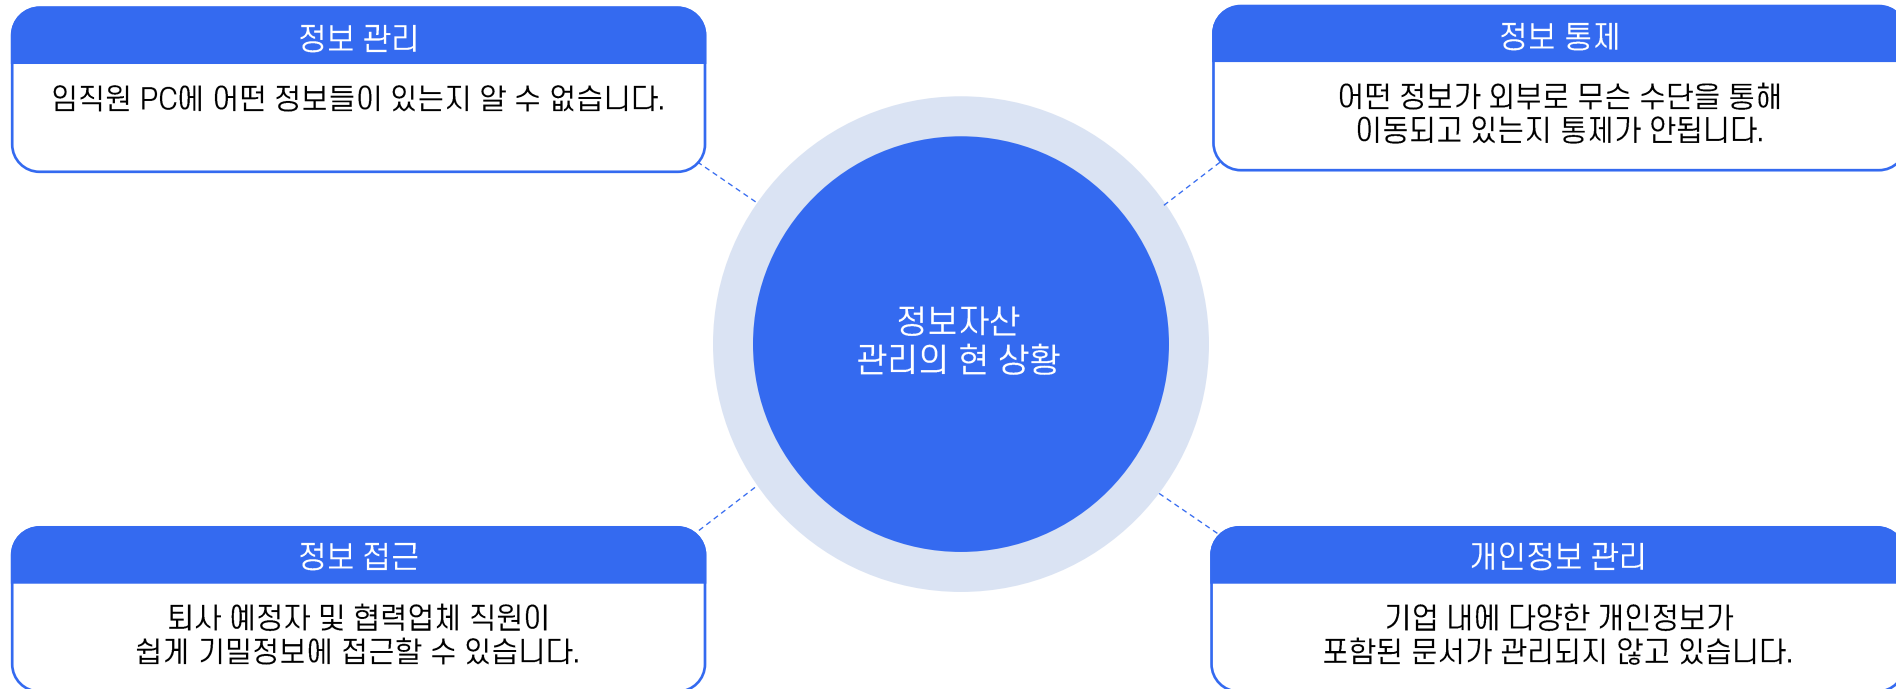 정보 관리
임직원 PC에 어떤 정보들이 있는지 알 수 없습니다.
정보 통제
어떤 정보가 외부로 무슨 수단을 통해
이동되고 있는지 통제가 안됩니다.
정보자산
관리의 현 상황
정보 접근
퇴사 예정자 및 협력업체 직원이
쉽게 기밀정보에 접근할 수 있습니다.
개인정보 관리
기업 내에 다양한 개인정보가
포함된 문서가 관리되지 않고 있습니다.